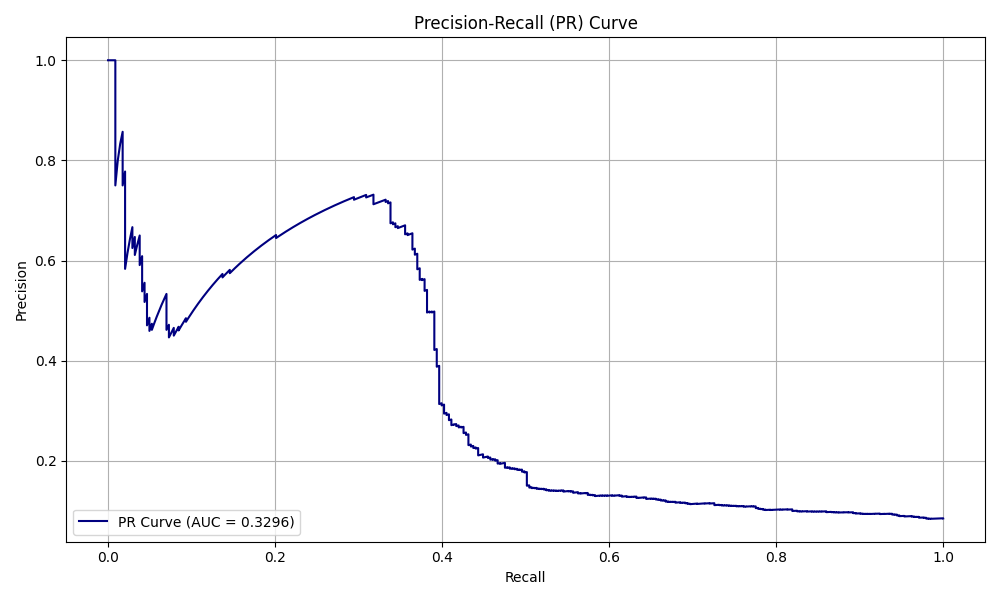 Precision-Recall (PR) Curve
Precision
1.0
0.8
0.6
0.4
0.2
PR Curve (AUC = 0.3296)
0.0 0.2 0.4 0.6 0.8 1.0
Recall